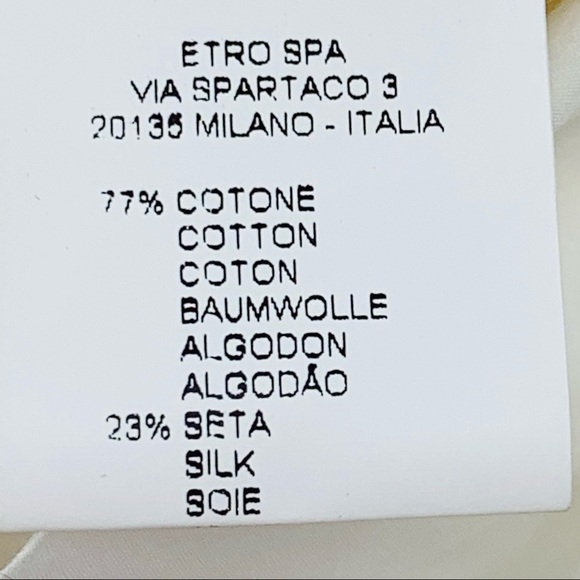 ETRO SPA
VIA SPARTACO 3
20135 MILANO - ITALIA
77% COTONE
COTTON
COTON
BAUMWOLLE
ALGODON
ALGODÃO
23% SETA
SILK
SOIE